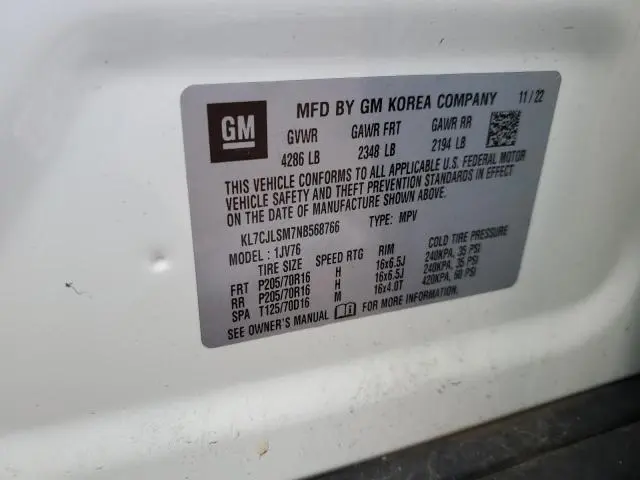 GM
MFD BY GM KOREA COMPANY 11/22
GVWR GAWR FRT GAWR RR
4286 LB 2348 LB 2194 LB
THIS VEHICLE CONFORMS TO ALL APPLICABLE U.S. FEDERAL MOTOR
VEHICLE SAFETY AND THEFT PREVENTION STANDARDS IN EFFECT
ON THE DATE OF MANUFACTURE SHOWN ABOVE.
KL7CJLSM7NB568766 TYPE: MPV
MODEL: 1JV76
TIRE SIZE SPEED RTG RIM COLD TIRE PRESSURE
FRT P205/70R16 H 16x6.5J 240KPA, 35 PSI
RR P205/70R16 H 16x6.5J 240KPA, 35 PSI
SPA T125/70D16 M 16x4.0T 420KPA, 60 PSI
SEE OWNER'S MANUAL FOR MORE INFORMATION.